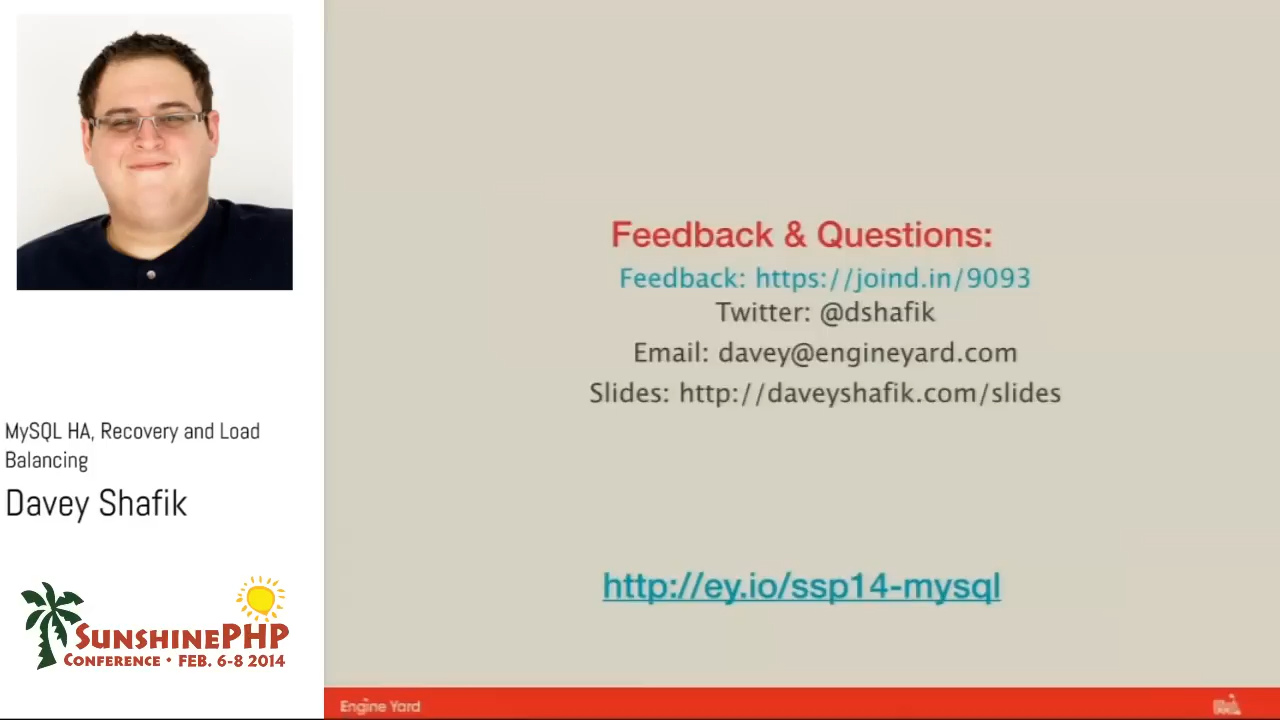 MySQL HA, Recovery and Load
Balancing
Davey Shafik
SUNSHINEPHP
CONFERENCE • FEB. 6-8 2014
Feedback & Questions:
Feedback: https://joind.in/9093
Twitter: @dshafik
Email: davey@engineyard.com
Slides: http://daveyshafik.com/slides
http://ey.io/ssp14-mysql
Engine Yard